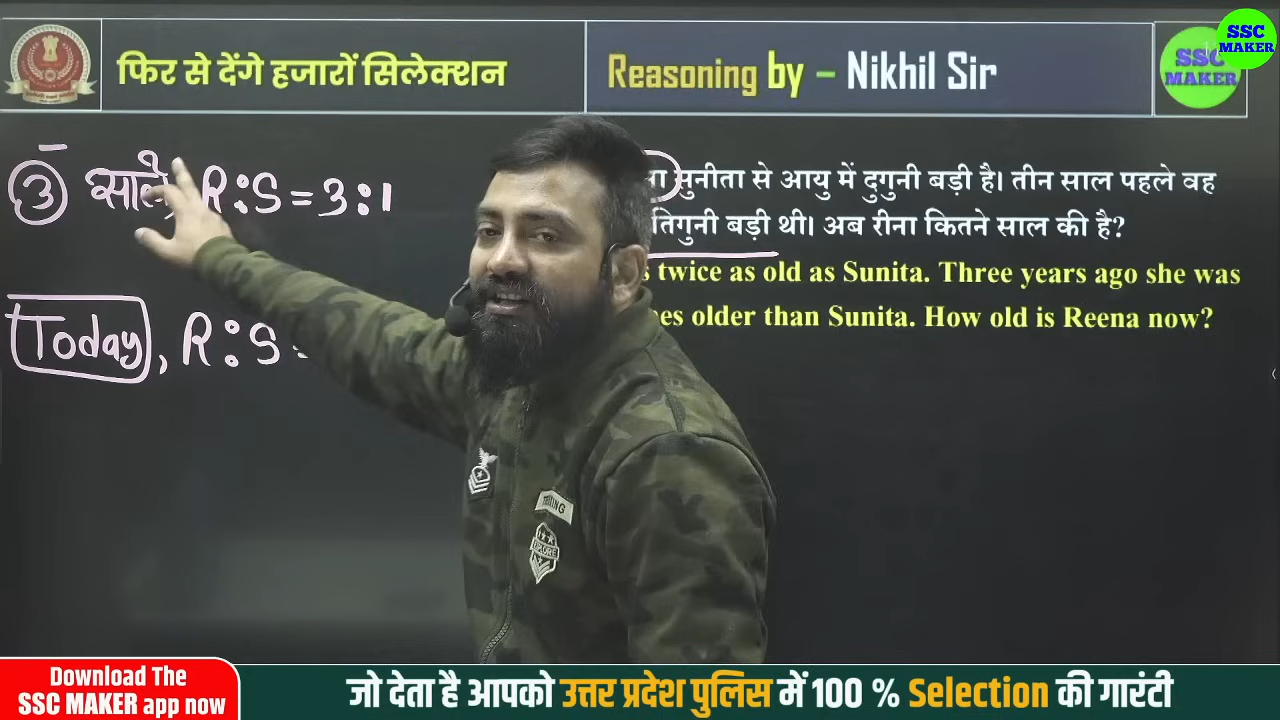 फिर से देंगे हजारों सिलेक्शन
Reasoning by – Nikhil Sir
SSC
MAKER
SSC
MAKER
③ साल, R:S = 3:1
Today, R:S =
सुनीता से आयु में दुगुनी बड़ी है। तीन साल पहले वह
तिगुनी बड़ी थी। अब रीना कितने साल की है?
twice as old as Sunita. Three years ago she was
older than Sunita. How old is Reena now?
Download The
SSC MAKER app now
जो देता है आपको उत्तर प्रदेश पुलिस में 100 % Selection की गारंटी